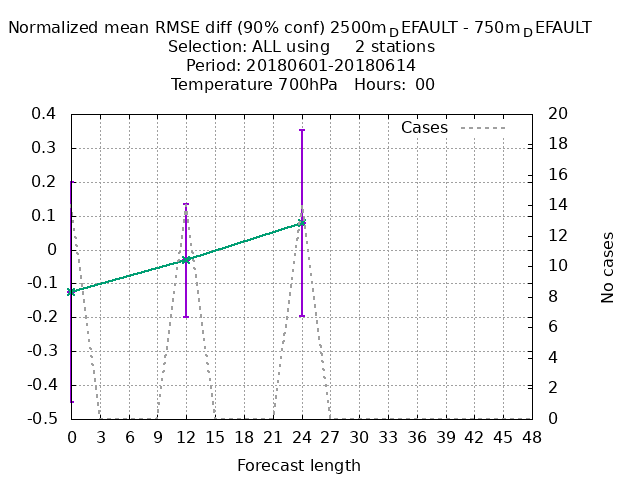 Normalized mean RMSE diff (90% conf) 2500m_DEFAULT - 750m_DEFAULT
Selection: ALL using 2 stations
Period: 20180601-20180614
Temperature 700hPa Hours: 00
Cases
0.4
0.3
0.2
0.1
0
-0.1
-0.2
-0.3
-0.4
-0.5
20
18
16
14
12
10
8
6
4
2
0
No cases
0 3 6 9 12 15 18 21 24 27 30 33 36 39 42 45 48
Forecast length